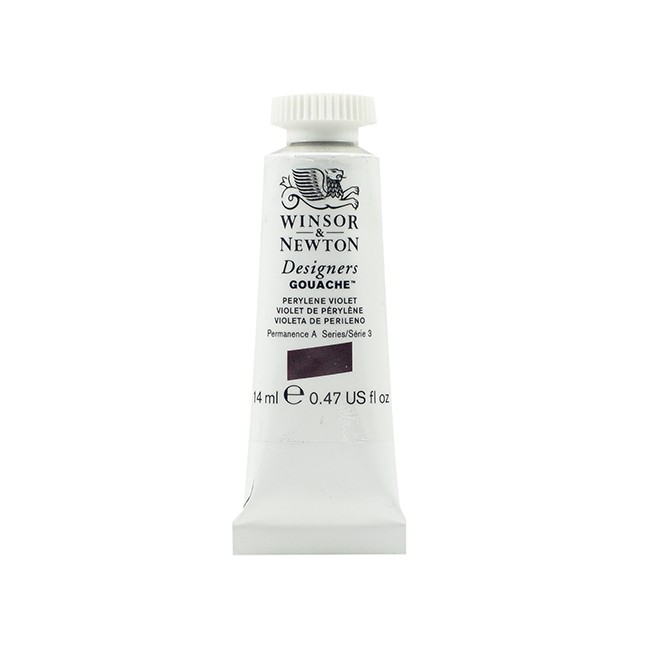 WINSOR
&
NEWTON
Designers
GOUACHE™
PERYLENE VIOLET
VIOLET DE PÉRYLÈNE
VIOLETA DE PERILENO
Permanence A Series/Série 3
14 ml ℮ 0.47 US fl oz